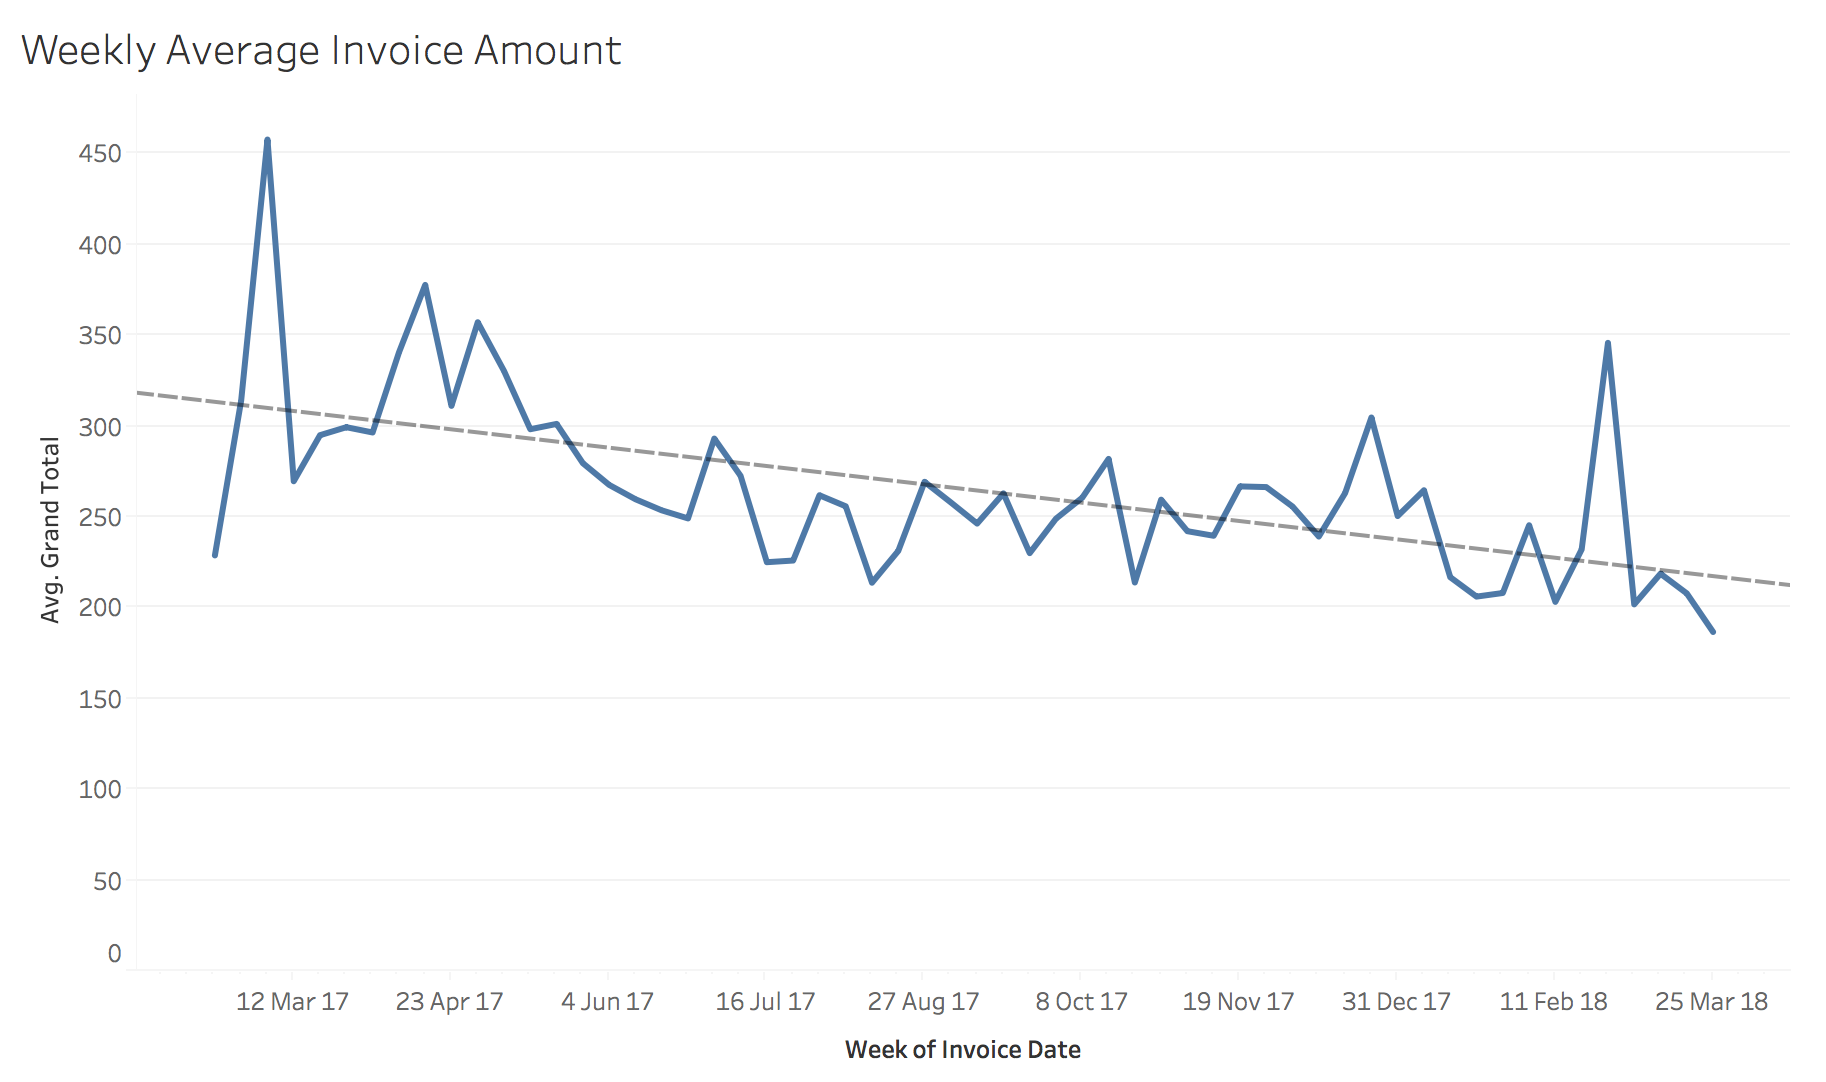 Weekly Average Invoice Amount
450
400
350
300
250
200
150
100
50
0
Avg. Grand Total
12 Mar 17 23 Apr 17 4 Jun 17 16 Jul 17 27 Aug 17 8 Oct 17 19 Nov 17 31 Dec 17 11 Feb 18 25 Mar 18
Week of Invoice Date